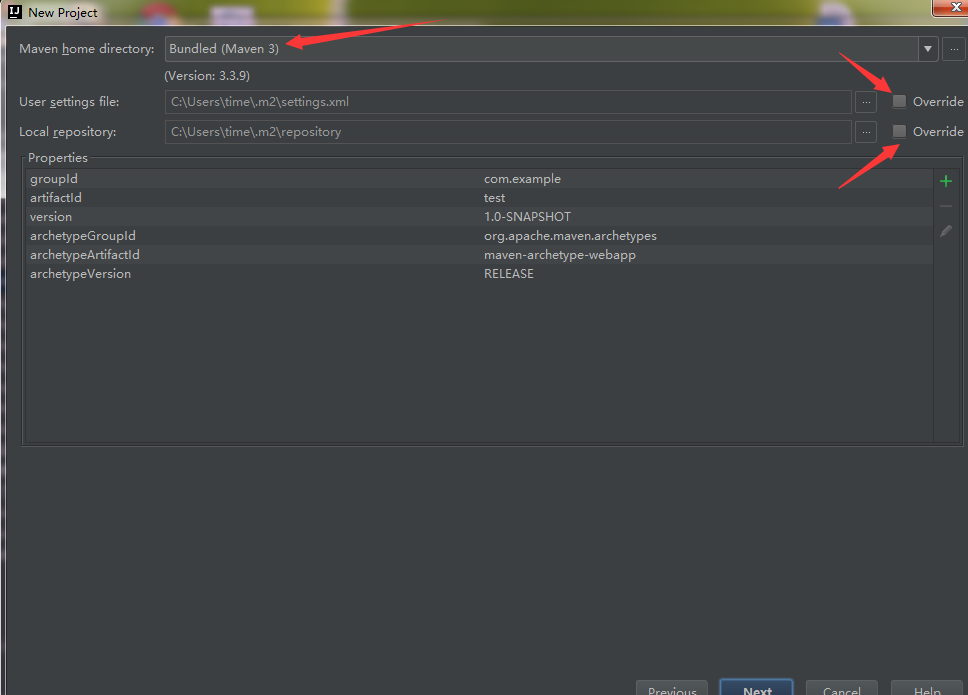 IJ New Project
Maven home directory: Bundled (Maven 3) ...
(Version: 3.3.9)
User settings file: C:\Users\time\.m2\settings.xml ... Override
Local repository: C:\Users\time\.m2\repository ... Override
Properties
groupId com.example
artifactId test
version 1.0-SNAPSHOT
archetypeGroupId org.apache.maven.archetypes
archetypeArtifactId maven-archetype-webapp
archetypeVersion RELEASE
Previous Next Cancel Help